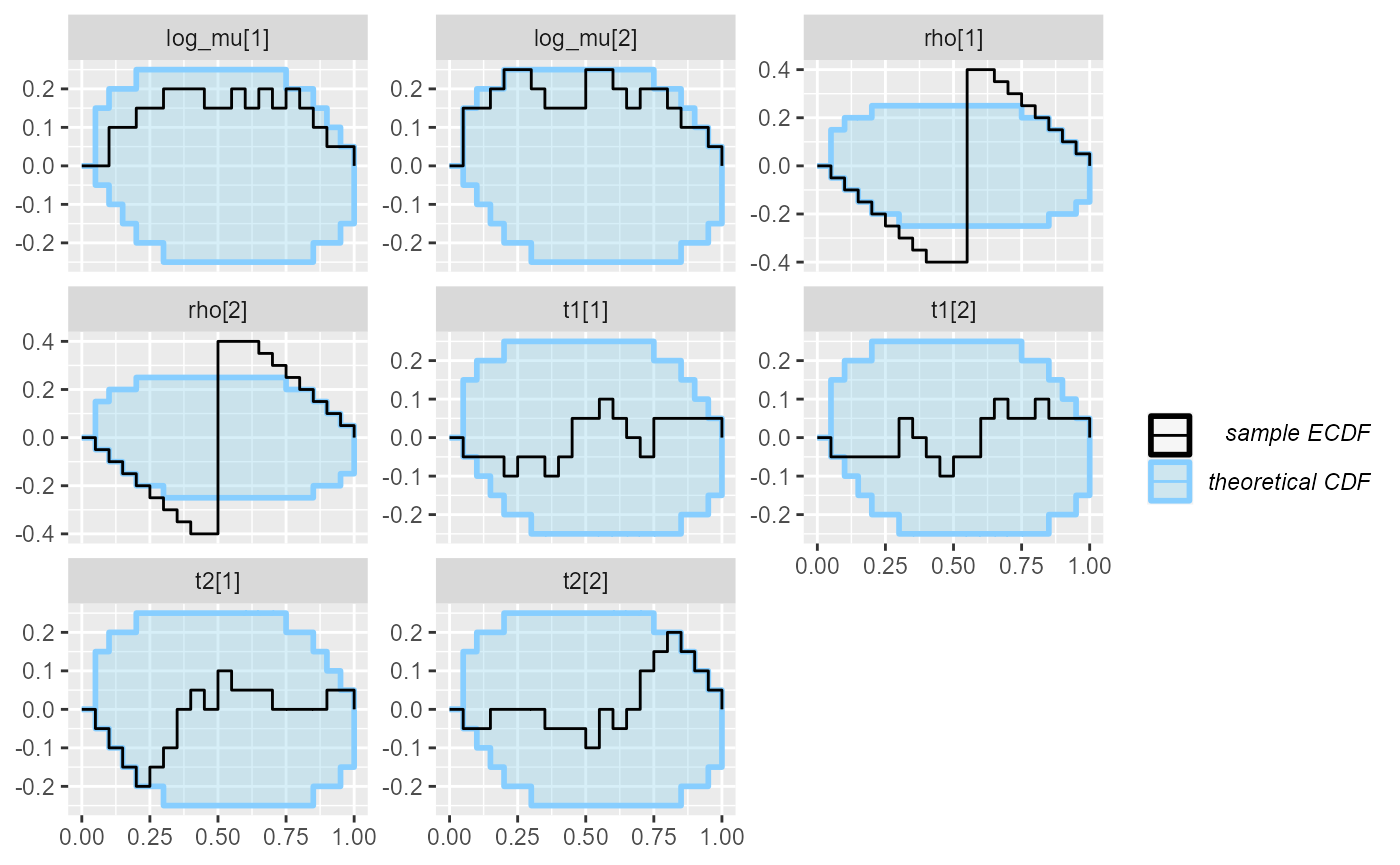 log_mu[1] log_mu[2] rho[1]
0.2 0.2 0.4
0.1 0.1 0.2
0.0 0.0 0.0
-0.1 -0.1 -0.2
-0.2 -0.2 -0.4
rho[2] t1[1] t1[2]
0.4 0.2 0.2
0.2 0.1 0.1
0.0 0.0 0.0
-0.2 -0.1 -0.1
-0.4 -0.2 -0.2
0.00 0.25 0.50 0.75 1.00
t2[1] t2[2]
0.2 0.2
0.1 0.1
0.0 0.0
-0.1 -0.1
-0.2 -0.2
0.00 0.25 0.50 0.75 1.00 0.00 0.25 0.50 0.75 1.00
sample ECDF
theoretical CDF